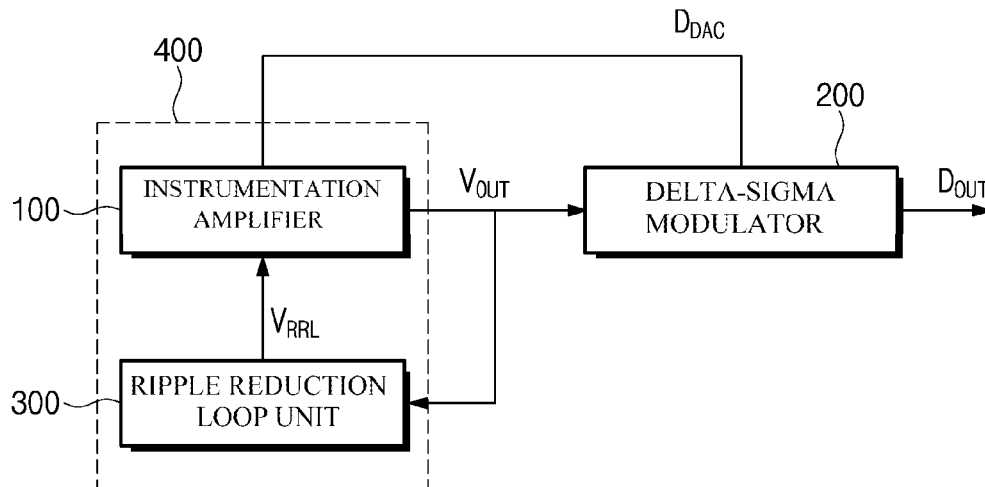 400
D_DAC
200
INSTRUMENTATION
AMPLIFIER
100
V_OUT
DELTA-SIGMA
MODULATOR
D_OUT
V_RRL
RIPPLE REDUCTION
LOOP UNIT
300